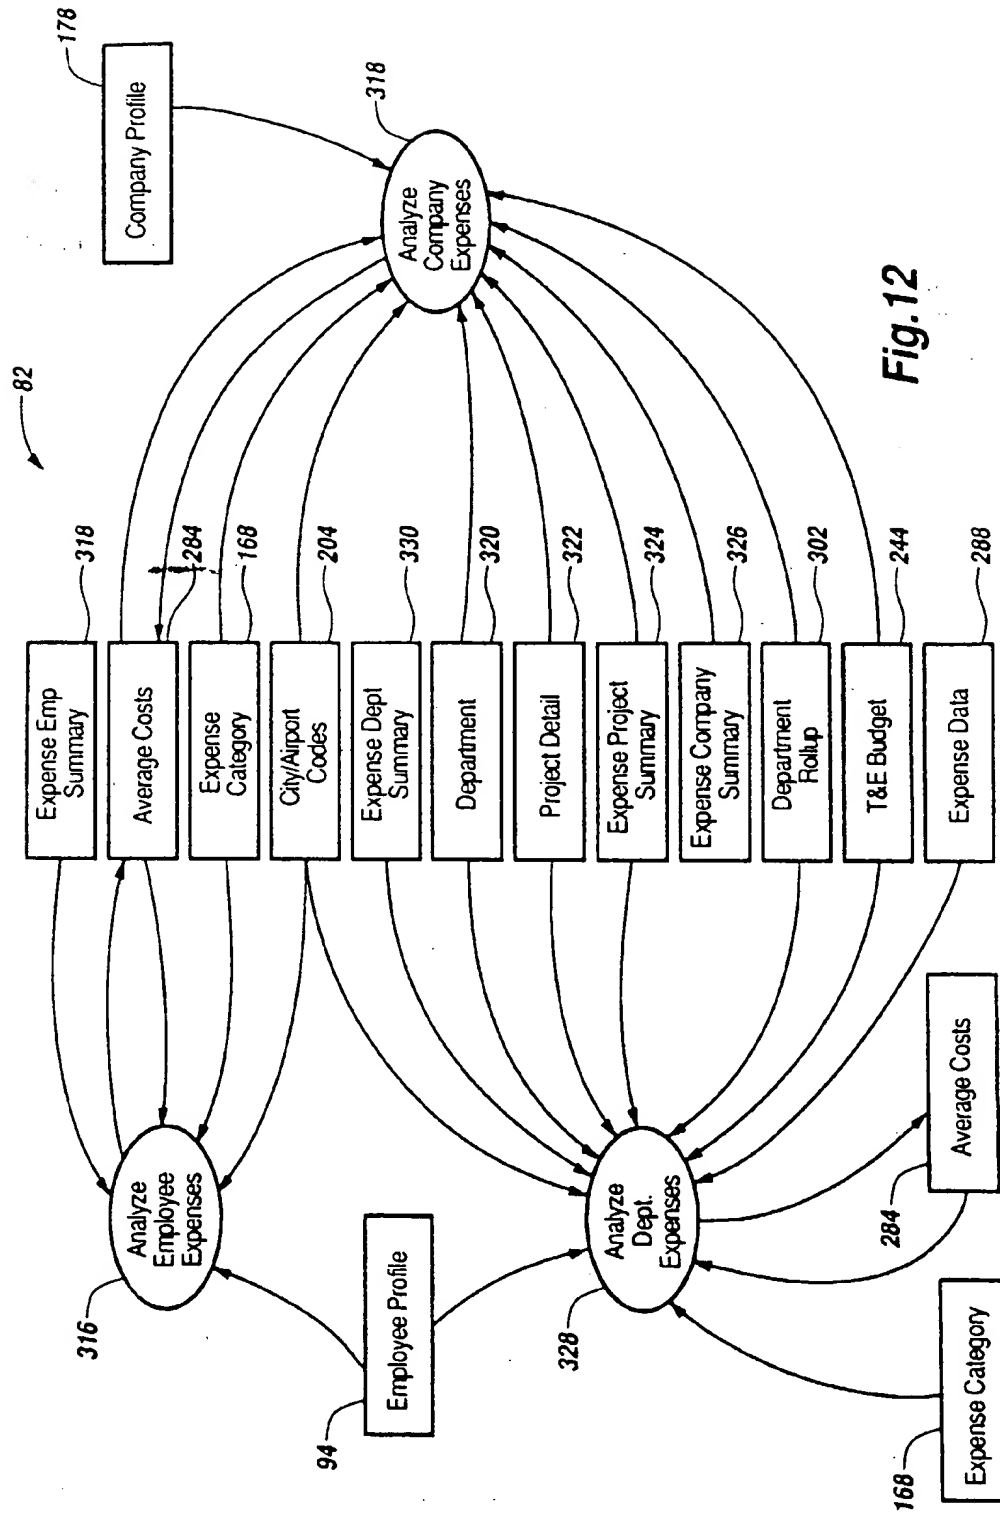 82
178
Company Profile
318
Analyze
Company
Expenses
318
Expense Emp
Summary
284
Average Costs
168
Expense
Category
204
City/Airport
Codes
330
Expense Dept
Summary
320
Department
322
Project Detail
324
Expense Project
Summary
326
Expense Company
Summary
302
Department
Rollup
244
T&E Budget
288
Expense Data
316
Analyze
Employee
Expenses
94
Employee Profile
328
Analyze
Dept.
Expenses
284
Average Costs
168
Expense Category
Fig.12